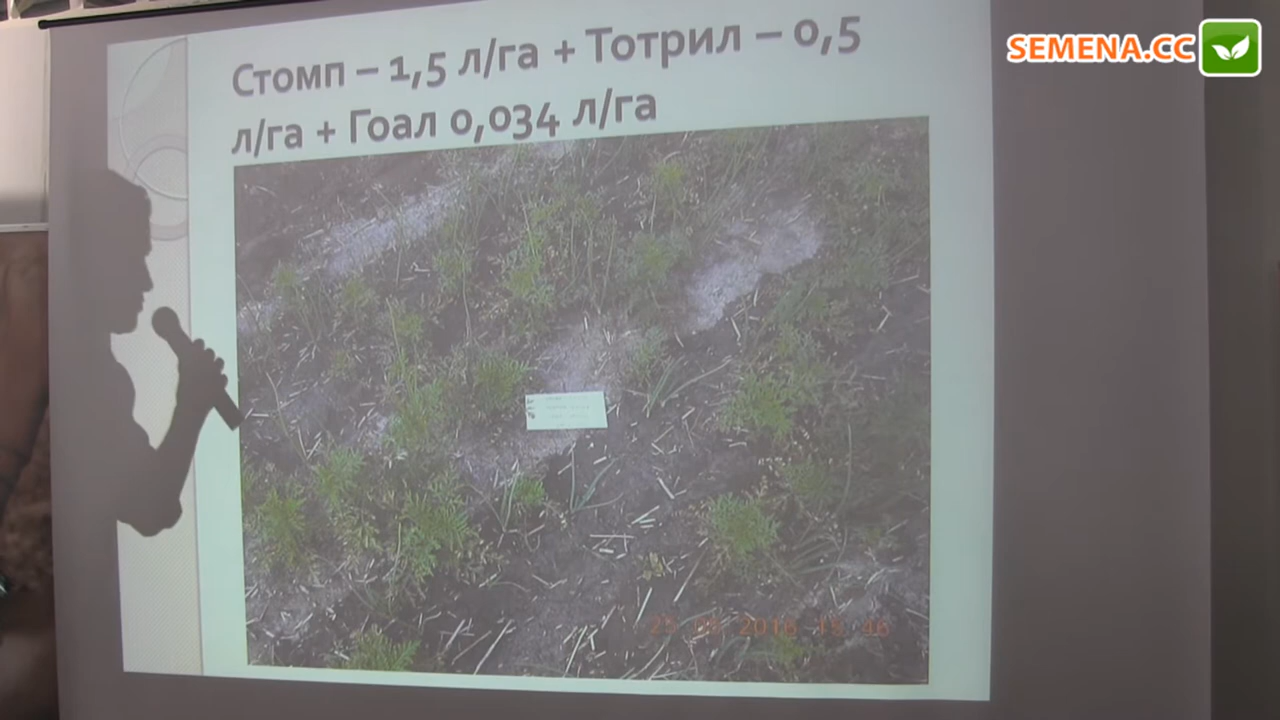 SEMENA.CC
Стомп – 1,5 л/га + Тотрил – 0,5
л/га + Гоал 0,034 л/га